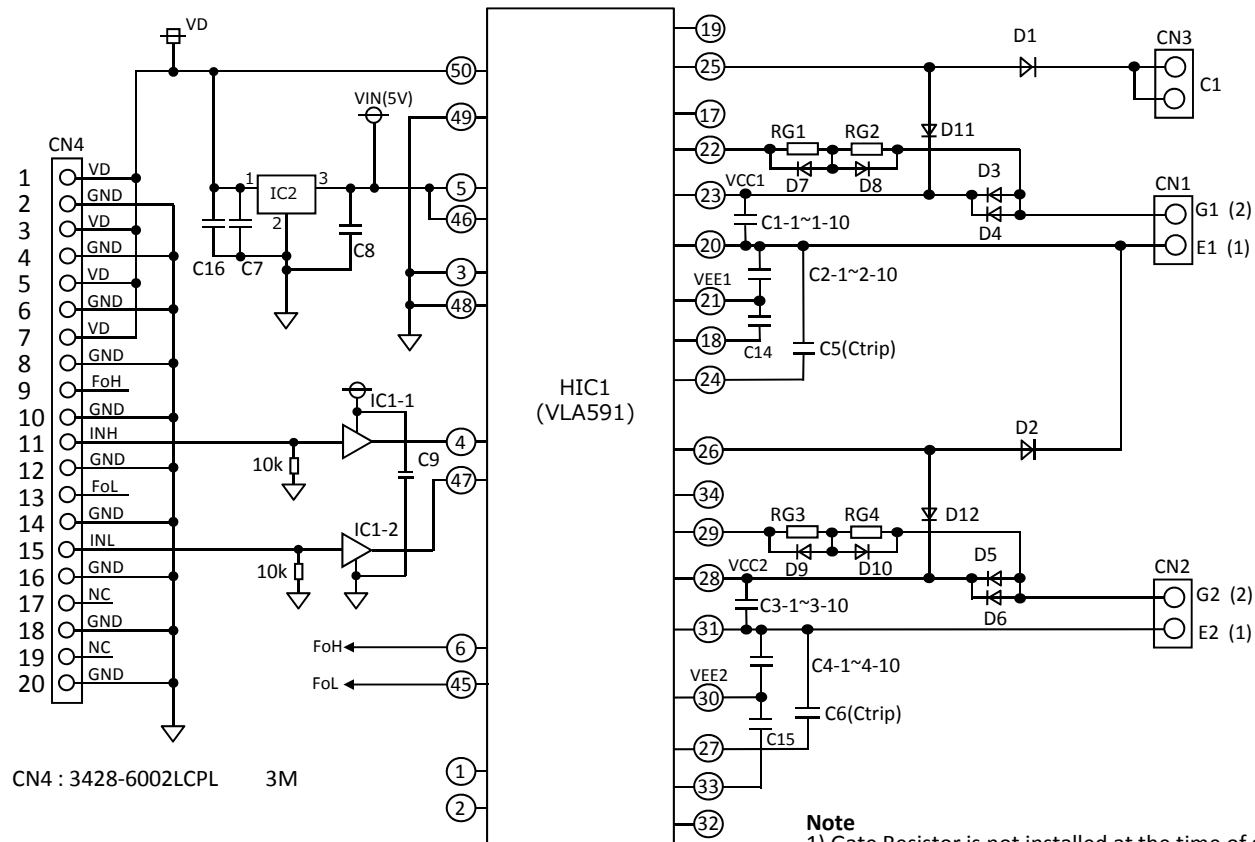 VD
19
D1
CN3
50
25
C1
VIN(5V)
49
17
D11
CN4
RG1
RG2
22
1 VD
1
IC2
3
5
D7
D8
D3
CN1
2 GND
23
VCC1
G1 (2)
3 VD
2
46
C1-1~1-10
D4
4 GND
C16
C7
C8
20
E1 (1)
5 VD
3
C2-1~2-10
6 GND
48
VEE1
21
7 VD
18
C14
C5(Ctrip)
8 GND
24
9 FoH
HIC1
(VLA591)
10 GND
IC1-1
11 INH
4
26
D2
12 GND
10k
C9
47
13 FoL
34
14 GND
IC1-2
RG3
RG4
D12
29
15 INL
D9
D10
D5
CN2
16 GND
10k
28
VCC2
G2 (2)
17 NC
C3-1~3-10
D6
18 GND
31
E2 (1)
19 NC
FoH
6
C4-1~4-10
20 GND
FoL
45
VEE2
30
C6(Ctrip)
C15
27
CN4 : 3428-6002LCPL 3M
1
33
2
32
Note